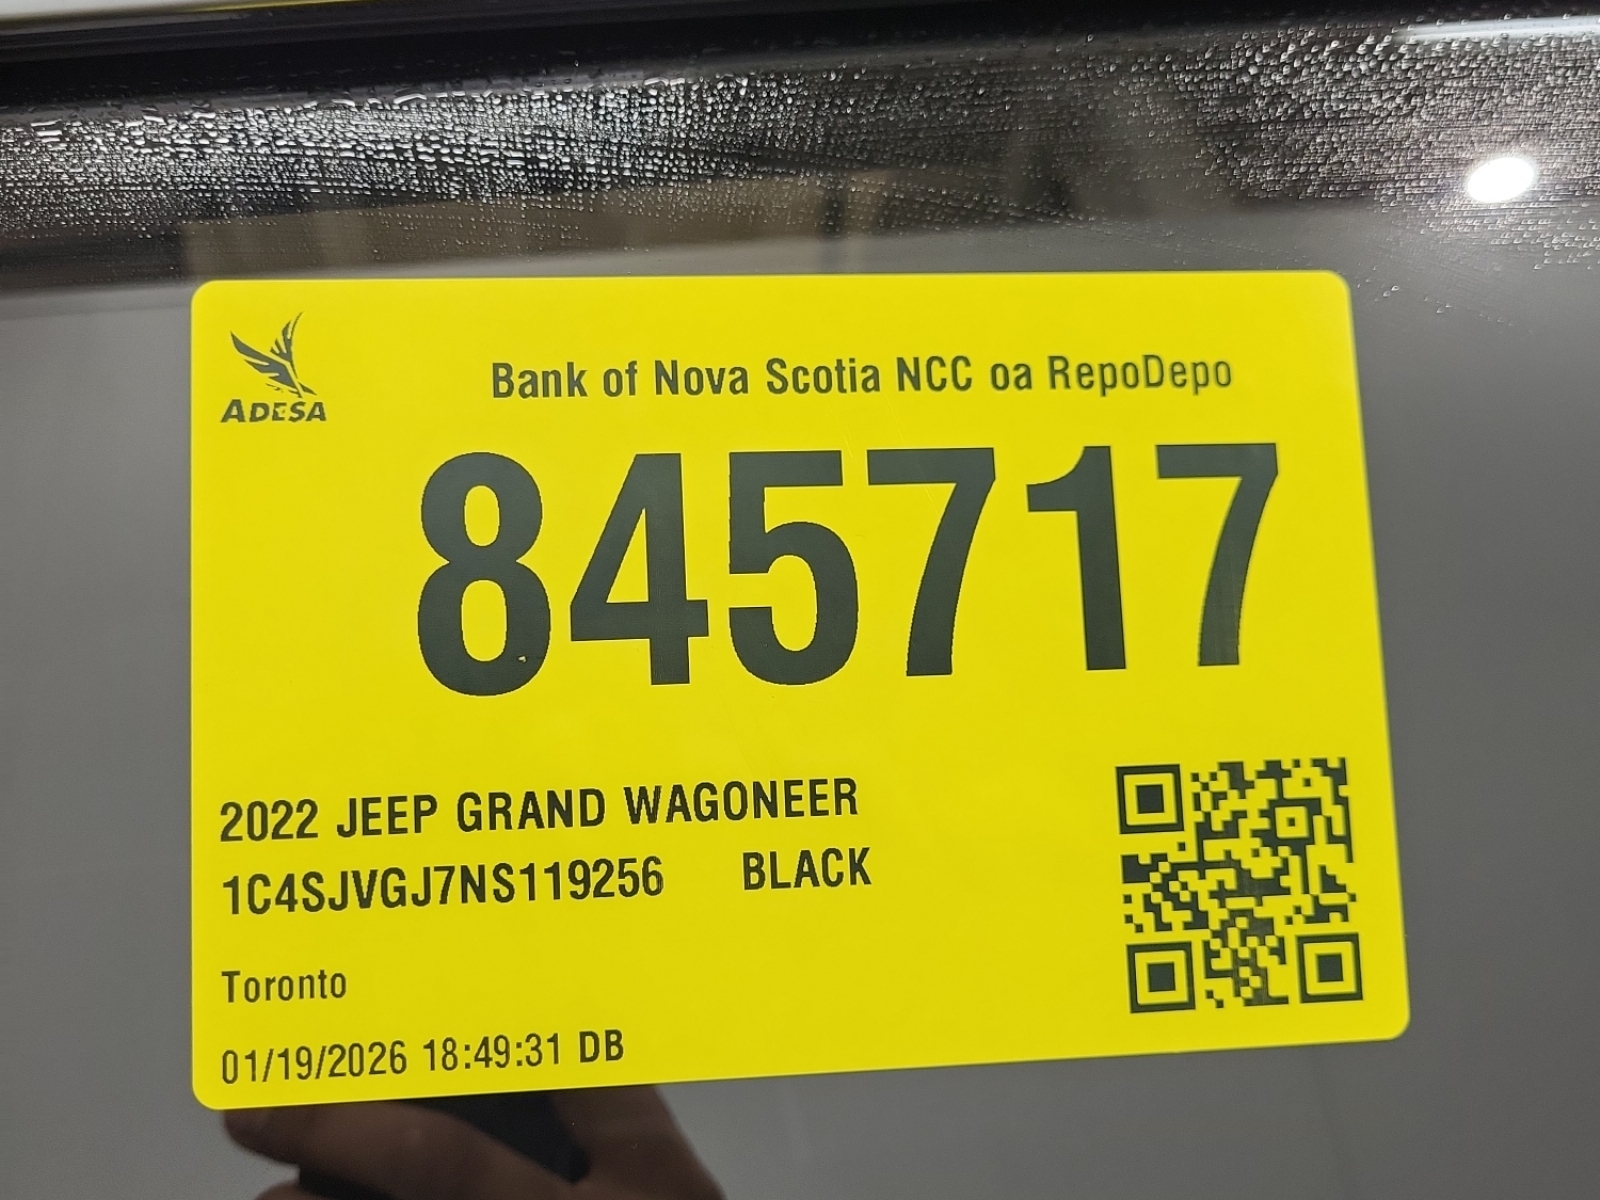 ADESA
Bank of Nova Scotia NCC oa RepoDepo
845717
2022 JEEP GRAND WAGONEER
1C4SJVGJ7NS119256 BLACK
Toronto
01/19/2026 18:49:31 DB